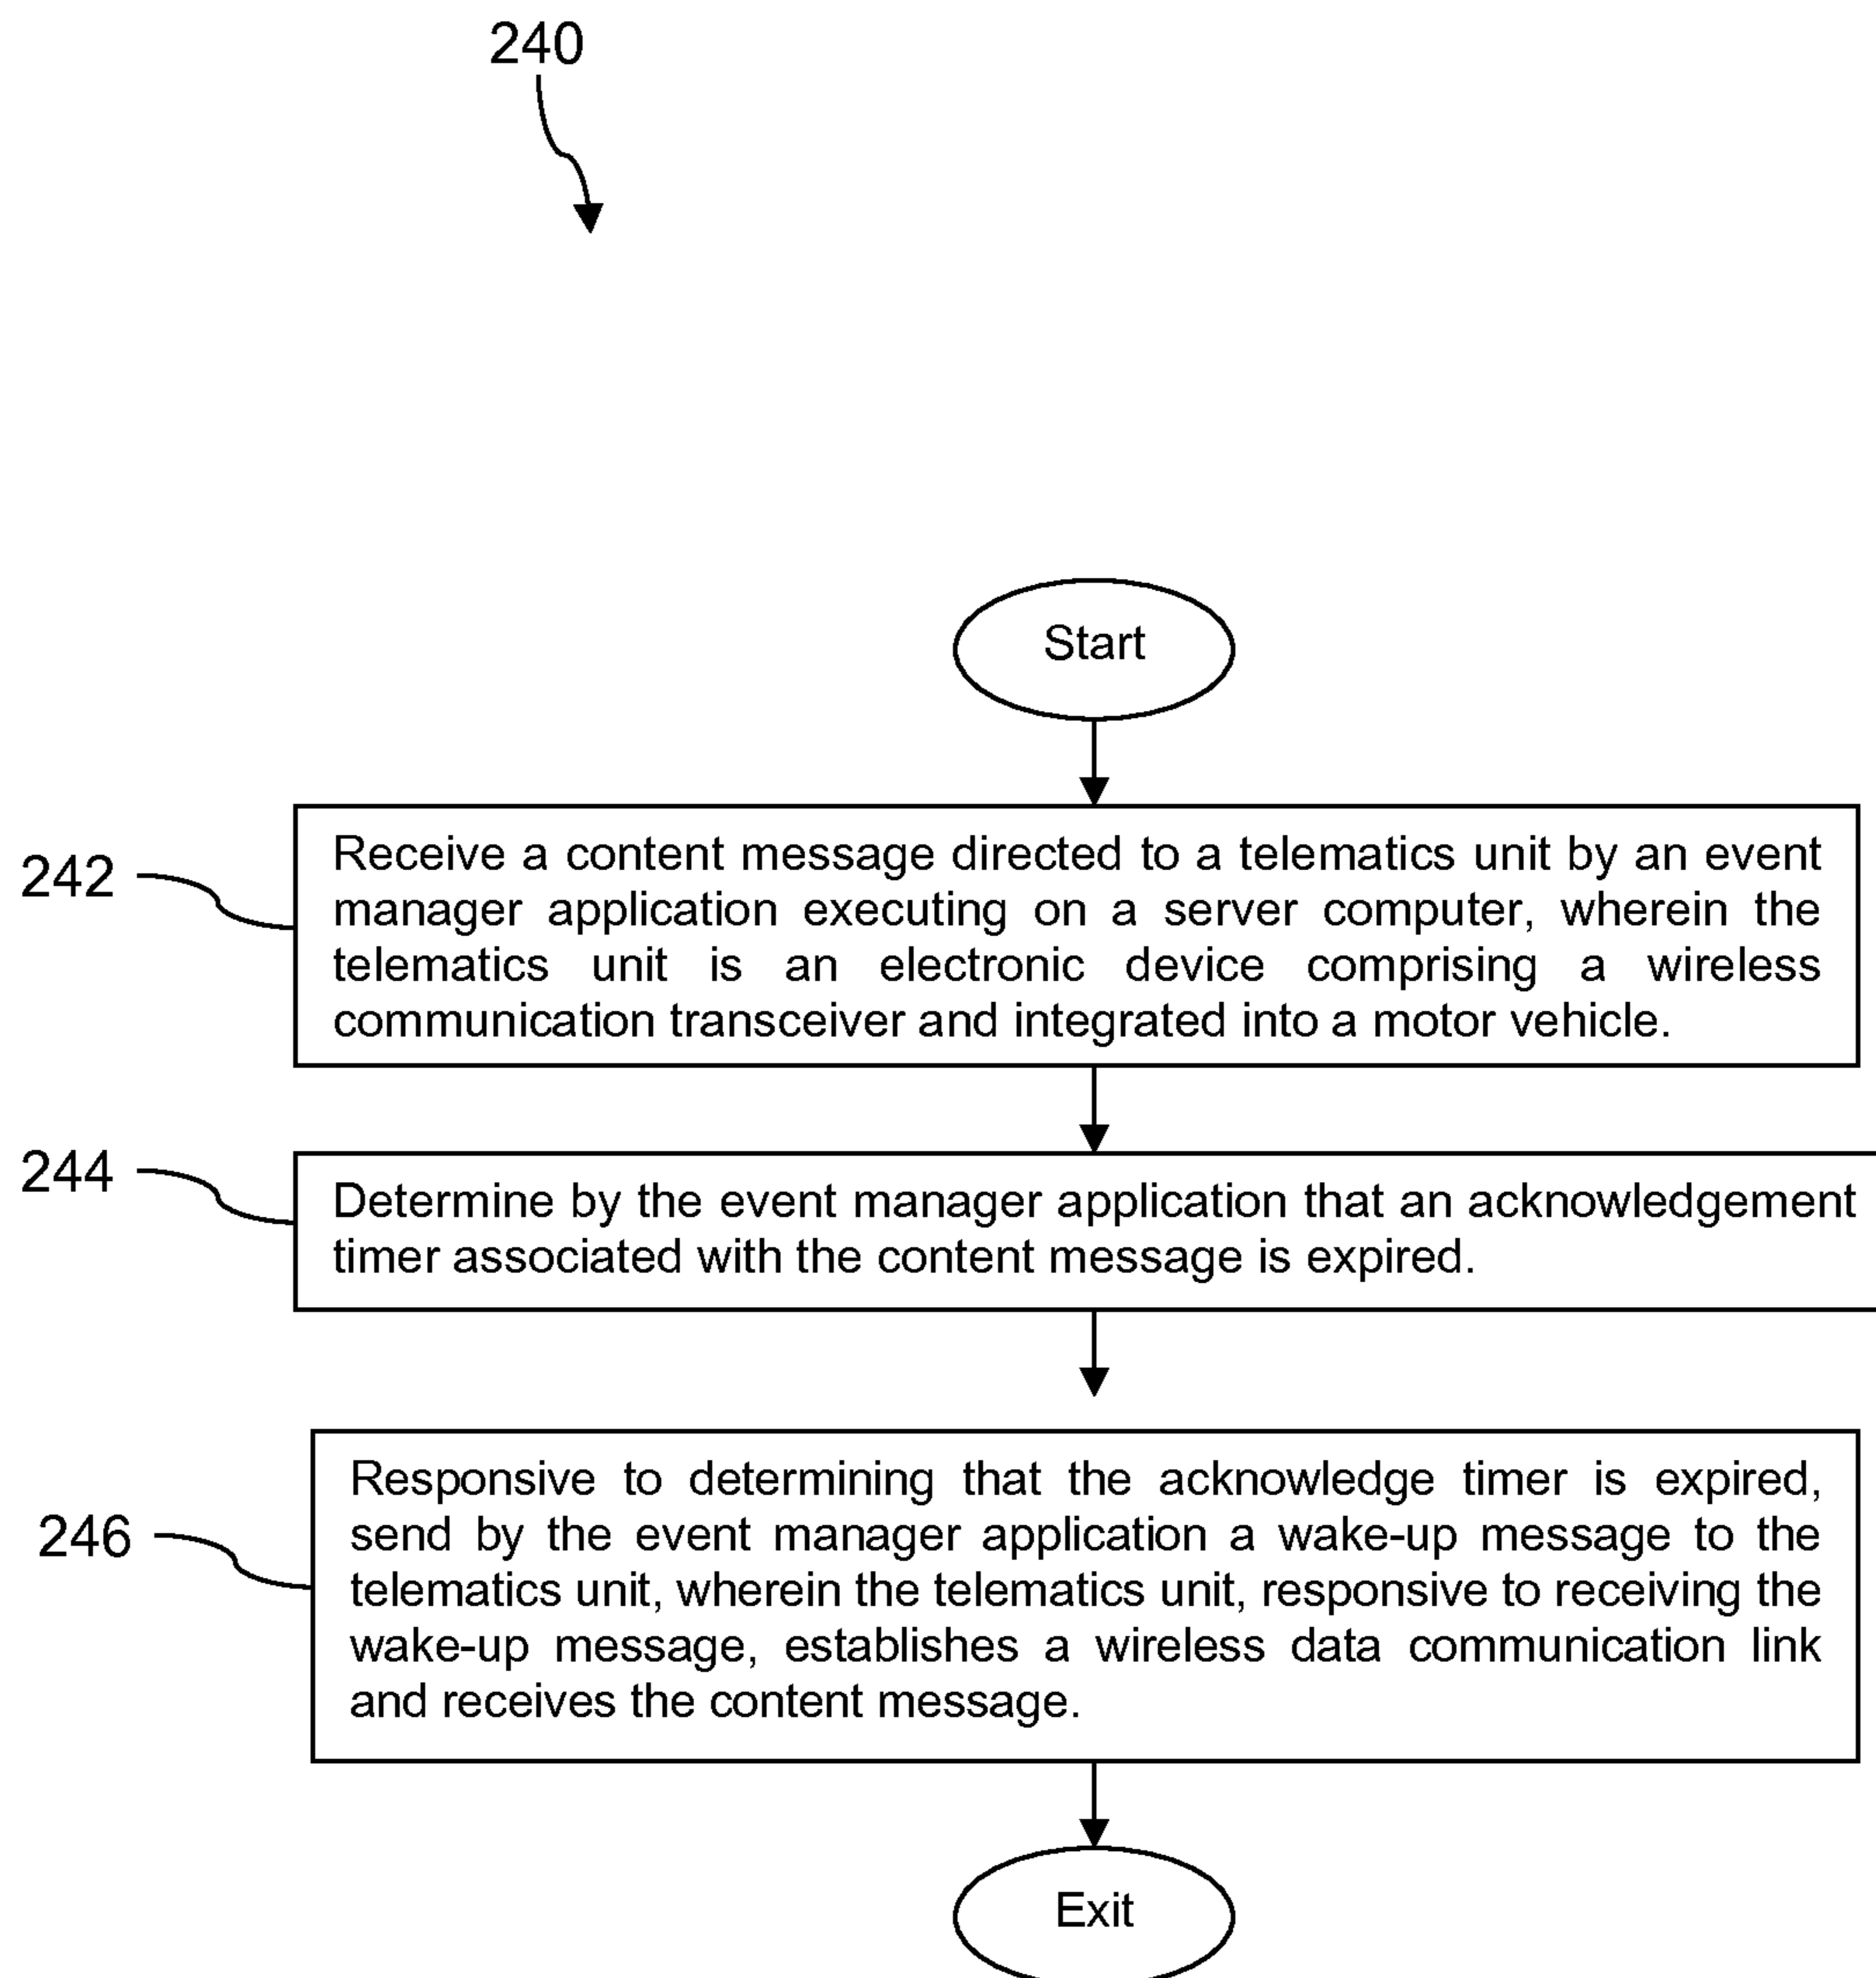 240
Start
242
Receive a content message directed to a telematics unit by an event
manager application executing on a server computer, wherein the
telematics unit is an electronic device comprising a wireless
communication transceiver and integrated into a motor vehicle.
244
Determine by the event manager application that an acknowledgement
timer associated with the content message is expired.
246
Responsive to determining that the acknowledge timer is expired,
send by the event manager application a wake-up message to the
telematics unit, wherein the telematics unit, responsive to receiving the
wake-up message, establishes a wireless data communication link
and receives the content message.
Exit